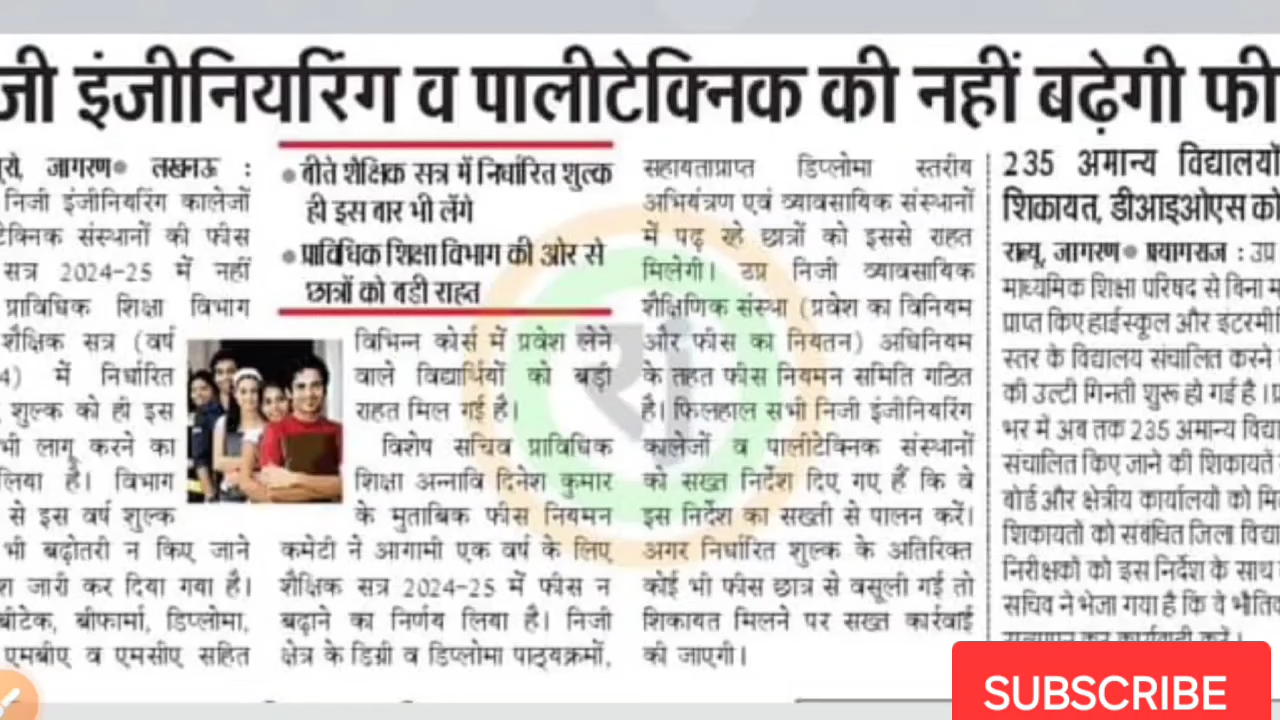 जी इंजीनियरिंग व पालीटेक्निक की नहीं बढ़ेगी फी
जागरण● लखनऊ :
निजी इंजीनियरिंग कालेजों
संस्थानों की फीस
सत्र 2024-25 में नहीं
प्राविधिक शिक्षा विभाग
शैक्षिक सत्र (वर्ष
4) में निर्धारित
शुल्क को ही इस
भी लागू करने का
लिया है। विभाग
से इस वर्ष शुल्क
भी बढ़ोतरी न किए जाने
जारी कर दिया गया है।
बीटेक, बीफार्मा, डिप्लोमा,
एमबीए व एमसीए सहित
● बीते शैक्षिक सत्र में निर्धारित शुल्क
ही इस बार भी लेंगे
● प्राविधिक शिक्षा विभाग की ओर से
छात्रों को बड़ी राहत
विभिन्न कोर्स में प्रवेश लेने
वाले विद्यार्थियों को बड़ी
राहत मिल गई है।
विशेष सचिव प्राविधिक
शिक्षा अन्नावि दिनेश कुमार
के मुताबिक फीस नियमन
कमेटी ने आगामी एक वर्ष के लिए
शैक्षिक सत्र 2024-25 में फीस न
बढ़ाने का निर्णय लिया है। निजी
क्षेत्र के डिग्री व डिप्लोमा पाठ्यक्रमों,
सहायताप्राप्त डिप्लोमा स्तरीय
अभियंत्रण एवं व्यावसायिक संस्थानों
में पढ़ रहे छात्रों को इससे राहत
मिलेगी। उप्र निजी व्यावसायिक
शैक्षिणिक संस्था (प्रवेश का विनियम
और फीस का नियतन) अधिनियम
के तहत फीस नियमन समिति गठित
है। फिलहाल सभी निजी इंजीनियरिंग
कालेजों व पालीटेक्निक संस्थानों
को सख्त निर्देश दिए गए हैं कि वे
इस निर्देश का सख्ती से पालन करें।
अगर निर्धारित शुल्क के अतिरिक्त
कोई भी फीस छात्र से वसूली गई तो
शिकायत मिलने पर सख्त कार्रवाई
की जाएगी।
235 अमान्य विद्यालयों
शिकायत, डीआइओएस को
राब्यू, जागरण● प्रयागराज : उप्र
माध्यमिक शिक्षा परिषद से बिना म
प्राप्त किए हाईस्कूल और इंटरमी
स्तर के विद्यालय संचालित करने
की उल्टी गिनती शुरू हो गई है।
भर में अब तक 235 अमान्य विद्या
संचालित किए जाने की शिकायतें
बोर्ड और क्षेत्रीय कार्यालयों को मि
शिकायतों को संबंधित जिला विद्या
निरीक्षकों को इस निर्देश के साथ
सचिव ने भेजा गया है कि वे भौति
SUBSCRIBE